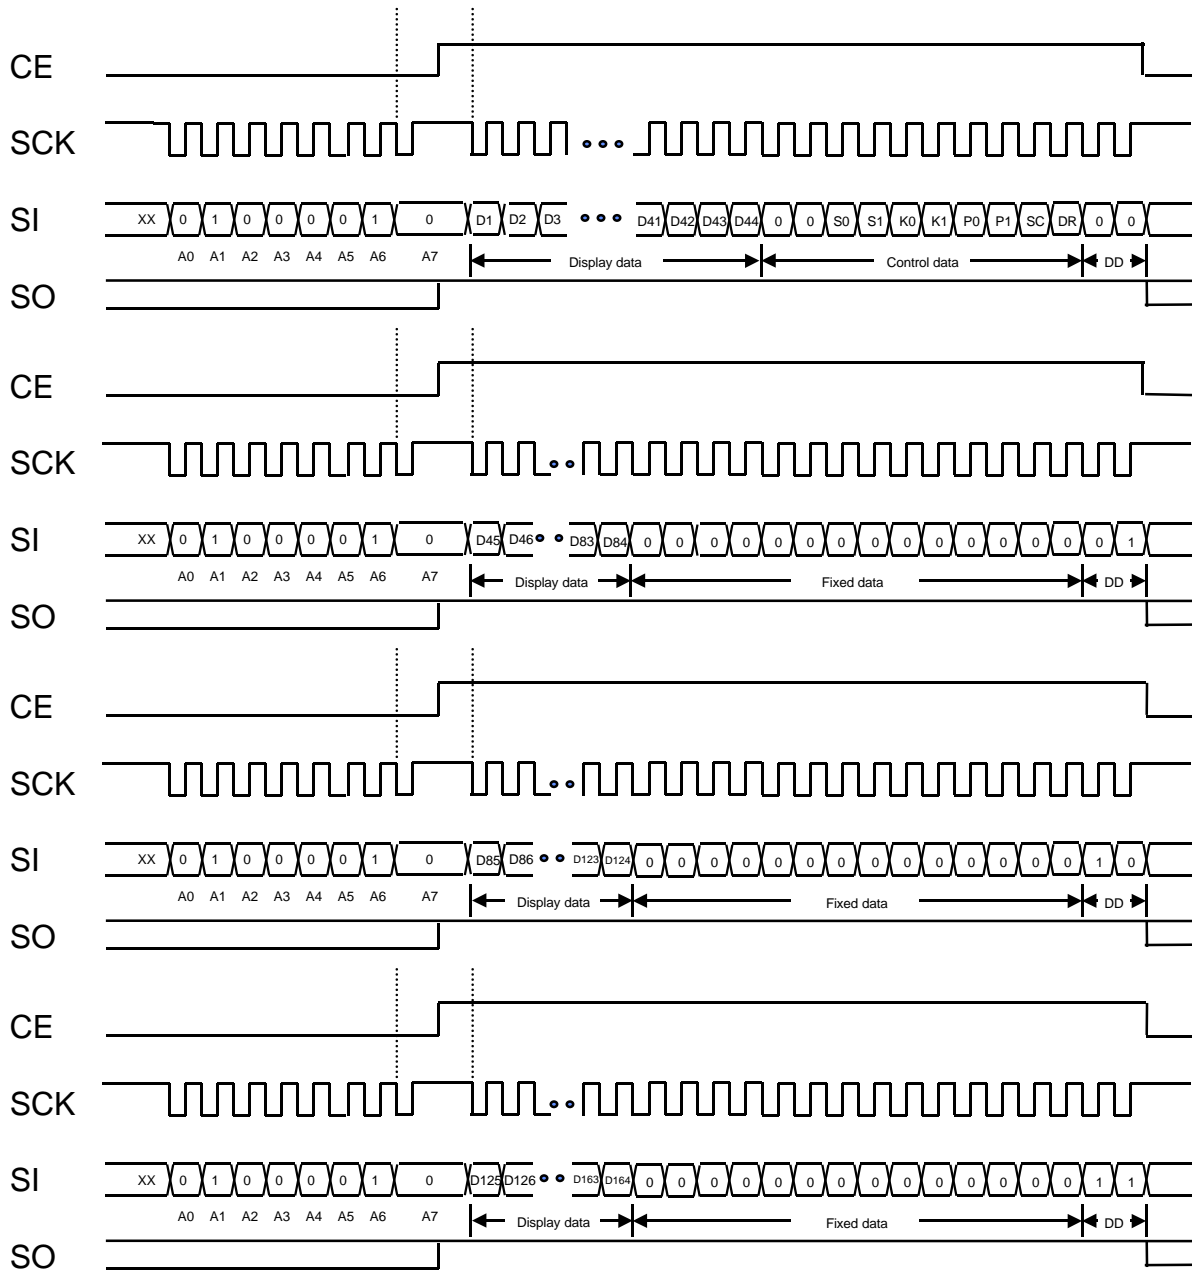 CE
SCK
SI XX 0 1 0 0 0 0 1 0 D1 D2 D3 D41 D42 D43 D44 0 0 S0 S1 K0 K1 P0 P1 SC DR 0 0
A0 A1 A2 A3 A4 A5 A6 A7 Display data Control data DD
SO
CE
SCK
SI XX 0 1 0 0 0 0 1 0 D45 D46 D83 D84 0 0 0 0 0 0 0 0 0 0 0 0 0 0 0 1
A0 A1 A2 A3 A4 A5 A6 A7 Display data Fixed data DD
SO
CE
SCK
SI XX 0 1 0 0 0 0 1 0 D85 D86 D123 D124 0 0 0 0 0 0 0 0 0 0 0 0 0 0 1 0
A0 A1 A2 A3 A4 A5 A6 A7 Display data Fixed data DD
SO
CE
SCK
SI XX 0 1 0 0 0 0 1 0 D125 D126 D163 D164 0 0 0 0 0 0 0 0 0 0 0 0 0 0 1 1
A0 A1 A2 A3 A4 A5 A6 A7 Display data Fixed data DD
SO